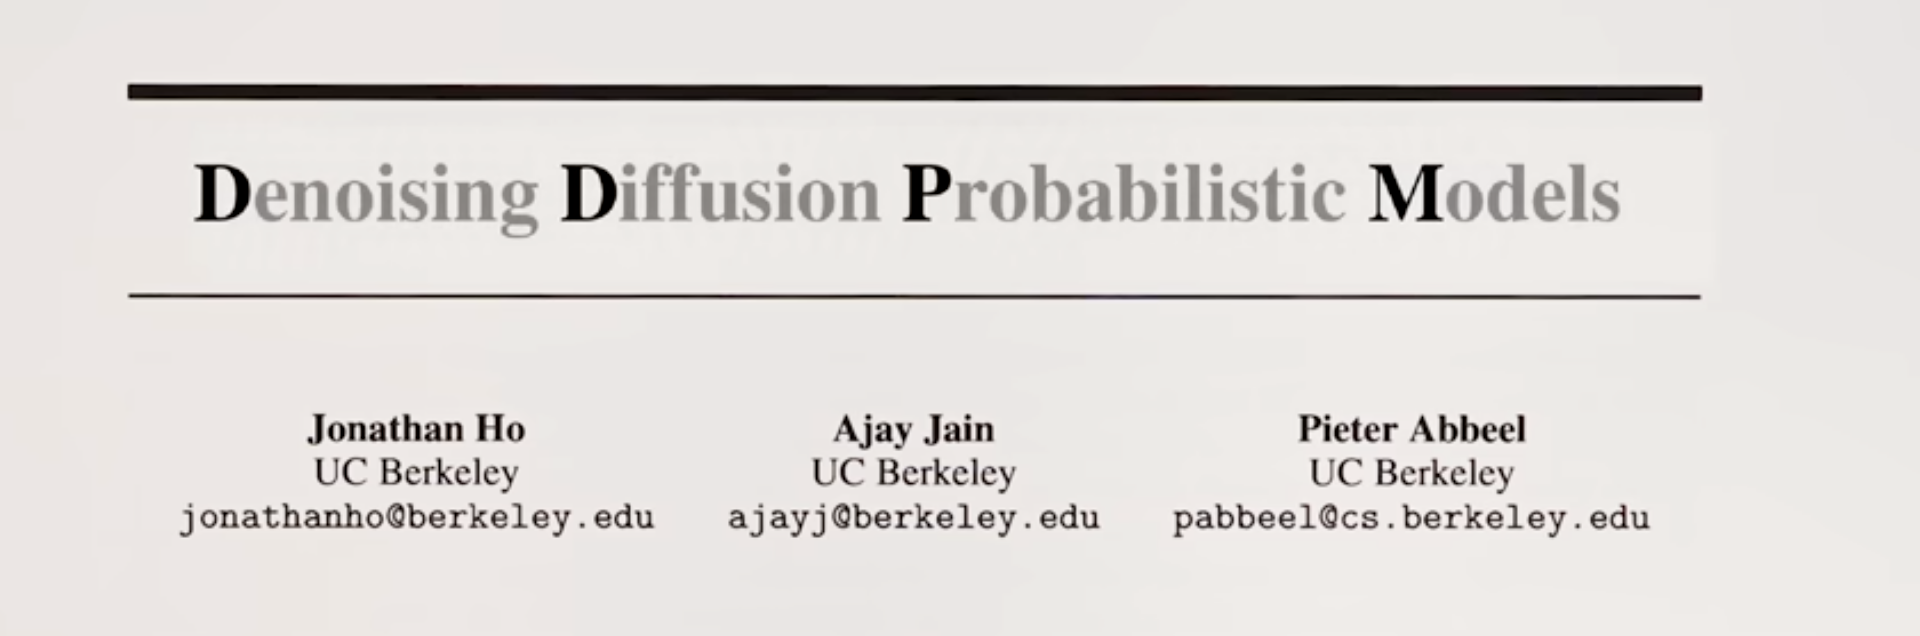 Denoising Diffusion Probabilistic Models
Jonathan Ho Ajay Jain Pieter Abbeel
UC Berkeley UC Berkeley UC Berkeley
jonathanho@berkeley.edu ajayj@berkeley.edu pabbeel@cs.berkeley.edu